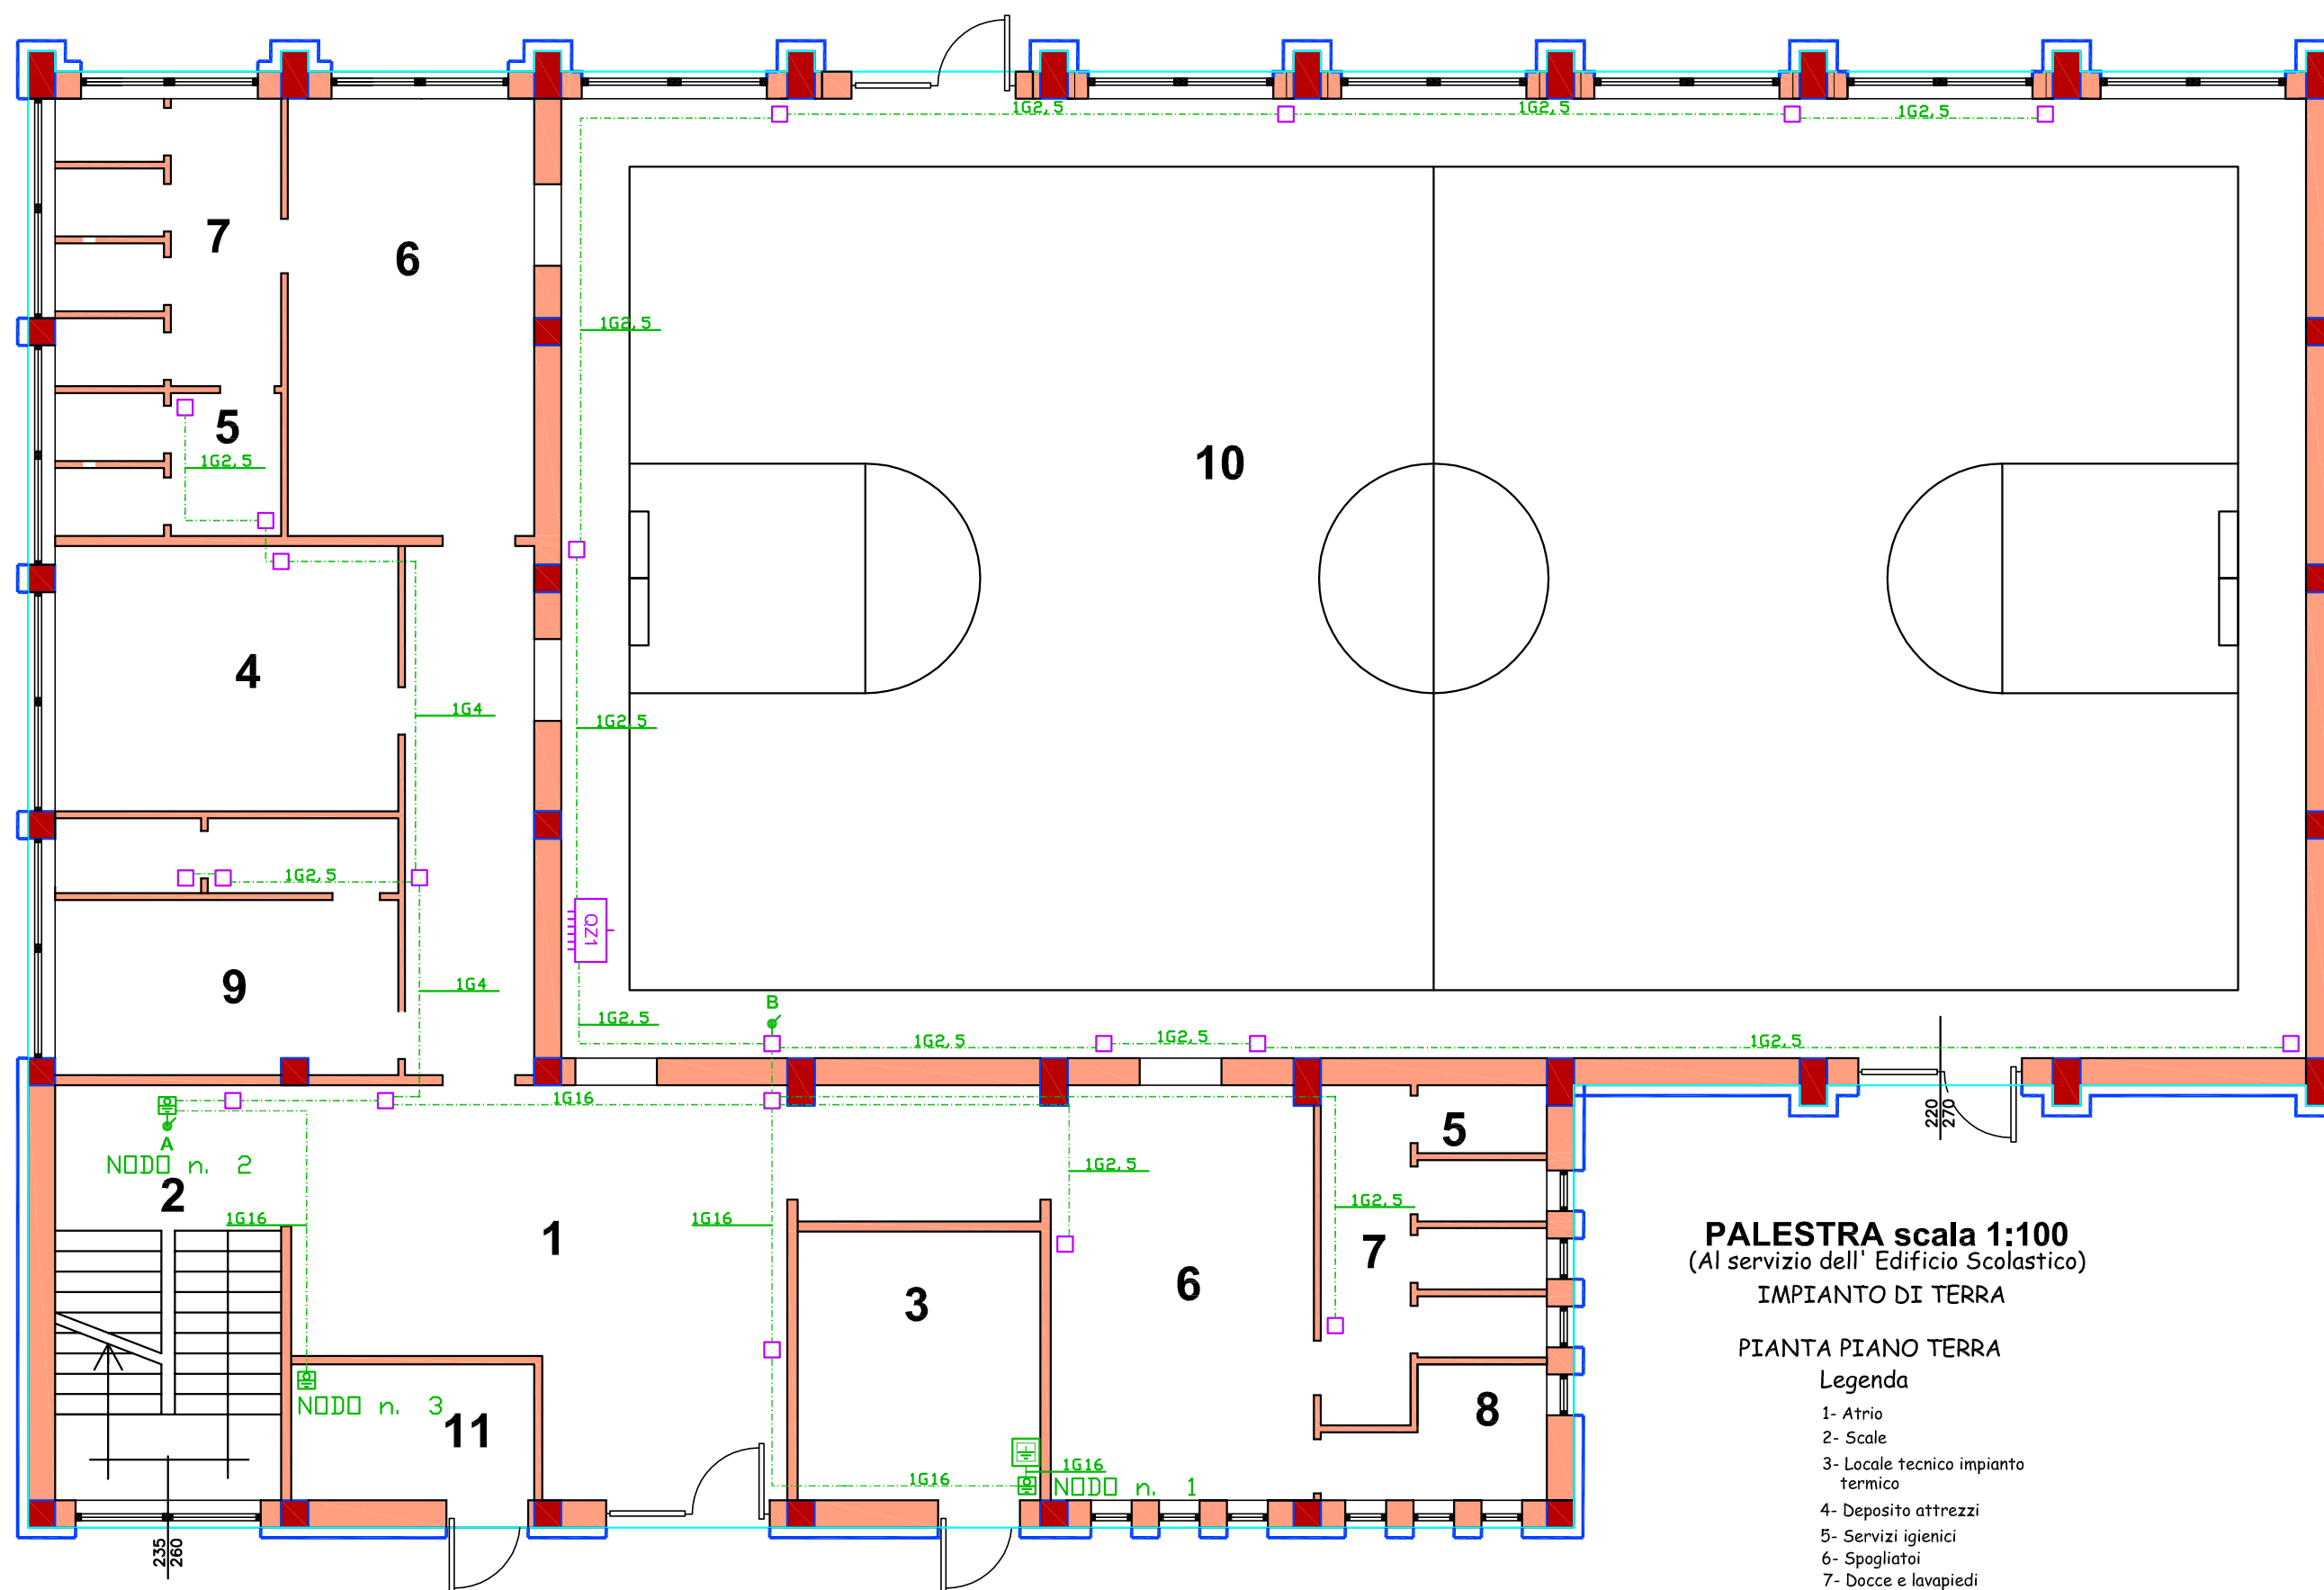 1G2,5
1G2,5
1G2,5
7
6
1G2,5
5
10
1G2,5
4
1G4
1G2,5
1G2,5
QZ1
9
1G4
B
1G2,5
1G2,5
1G2,5
1G2,5
1G16
A
NODO n. 2
2
1G16
1
1G16
1G2,5
5
1G2,5
7
6
3
220
270
PALESTRA scala 1:100
(Al servizio dell' Edificio Scolastico)
IMPIANTO DI TERRA
PIANTA PIANO TERRA
Legenda
1- Atrio
2- Scale
3- Locale tecnico impianto
termico
4- Deposito attrezzi
5- Servizi igienici
6- Spogliatoi
7- Docce e lavapiedi
NODO n. 3
11
8
1G16
1G16
NODO n. 1
235
260